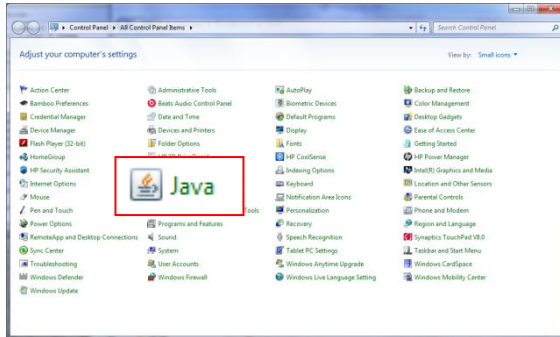 Control Panel ▸ All Control Panel Items ▸
Search Control Panel
Adjust your computer's settings
View by: Small icons
Action Center
Administrative Tools
AutoPlay
Backup and Restore
Bamboo Preferences
Beats Audio Control Panel
Biometric Devices
Color Management
Credential Manager
Date and Time
Default Programs
Desktop Gadgets
Device Manager
Devices and Printers
Display
Ease of Access Center
Flash Player (32-bit)
Folder Options
Fonts
Getting Started
HomeGroup
HP CoolSense
HP Power Manager
HP Security Assistant
Java
Indexing Options
Intel(R) Graphics and Media
Internet Options
Keyboard
Location and Other Sensors
Mouse
Notification Area Icons
Parental Controls
Pen and Touch
Tools
Personalization
Phone and Modem
Power Options
Programs and Features
Recovery
Region and Language
RemoteApp and Desktop Connections
Sound
Speech Recognition
Synaptics TouchPad V8.0
Sync Center
System
Tablet PC Settings
Taskbar and Start Menu
Troubleshooting
User Accounts
Windows Anytime Upgrade
Windows CardSpace
Windows Defender
Windows Firewall
Windows Live Language Setting
Windows Mobility Center
Windows Update